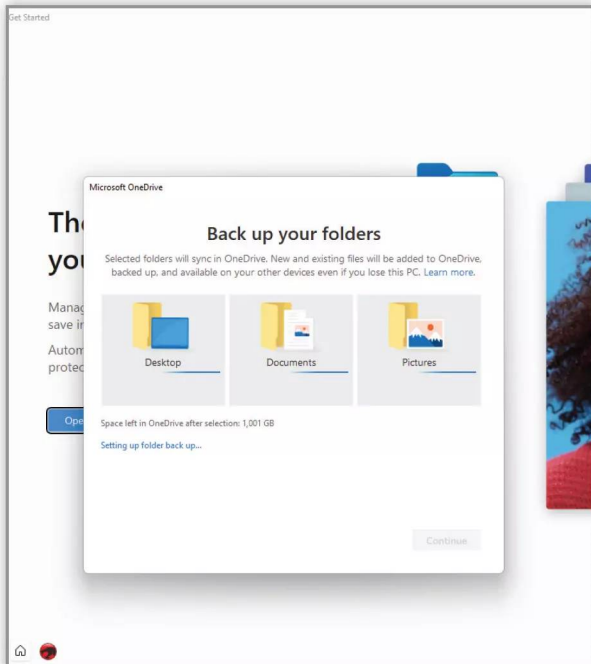 Get Started
Microsoft OneDrive
Back up your folders
Selected folders will sync in OneDrive. New and existing files will be added to OneDrive,
backed up, and available on your other devices even if you lose this PC. Learn more.
Desktop
Documents
Pictures
Space left in OneDrive after selection: 1,001 GB
Setting up folder back up...
Continue